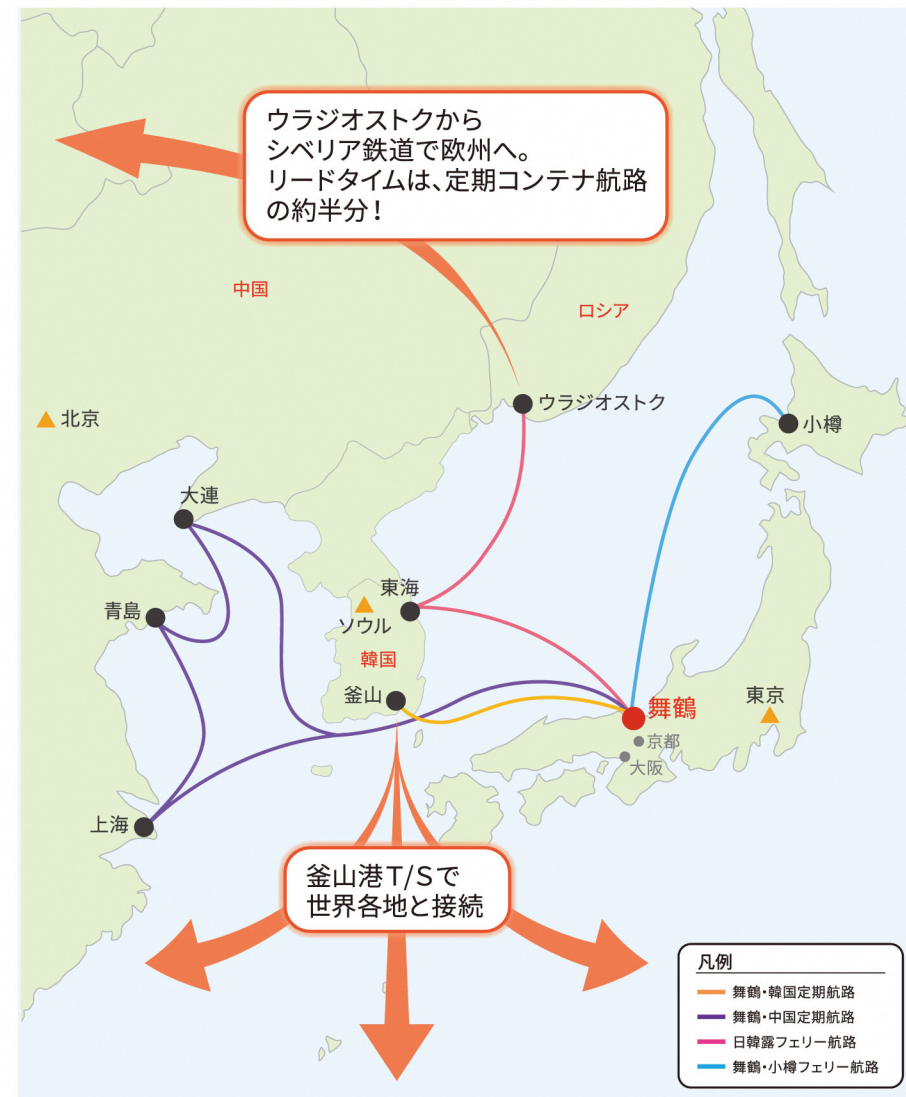 ウラジオストクから
シベリア鉄道で欧州へ。
リードタイムは、定期コンテナ航路
の約半分！
中国
ロシア
ウラジオストク
北京
小樽
大連
東海
青島
ソウル
韓国
釜山
舞鶴
東京
京都
大阪
上海
釜山港T/Sで
世界各地と接続
凡例
舞鶴・韓国定期航路
舞鶴・中国定期航路
日韓露フェリー航路
舞鶴・小樽フェリー航路